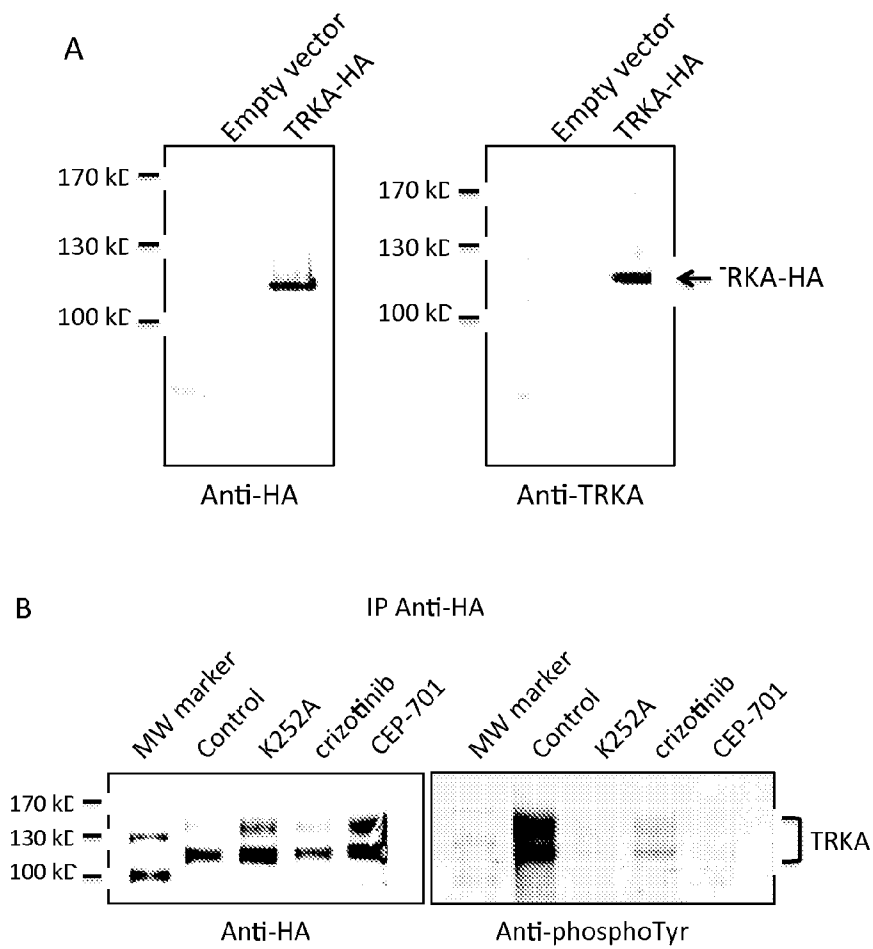 A
Empty vector
TRKA-HA
Empty vector
TRKA-HA
170 kD
130 kD
100 kD
170 kD
130 kD
100 kD
TRKA-HA
Anti-HA
Anti-TRKA
B
IP Anti-HA
MW marker
Control
K252A
crizotinib
CEP-701
MW marker
Control
K252A
crizotinib
CEP-701
170 kD
130 kD
100 kD
TRKA
Anti-HA
Anti-phosphoTyr